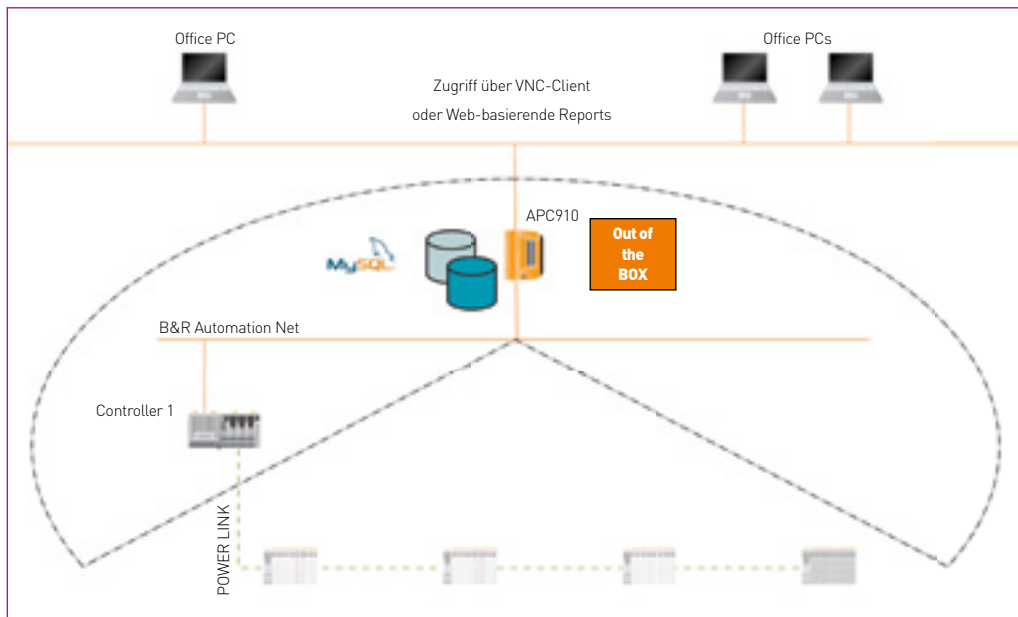 Office PC
Office PCs
Zugriff über VNC-Client
oder Web-basierende Reports
APC910
Out of
the
BOX
MySQL
B&R Automation Net
Controller 1
POWER LINK